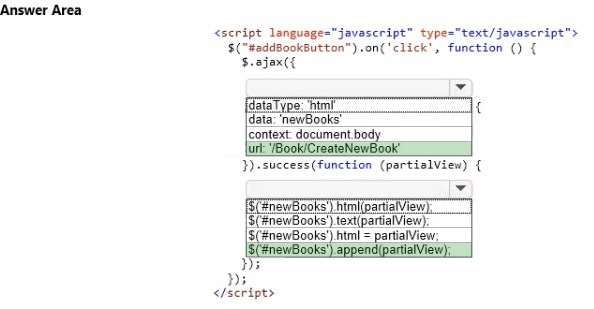 Answer Area
<script language="javascript" type="text/javascript">
$("#addBookButton").on('click', function () {
$.ajax({
dataType: 'html'
{
data: 'newBooks'
context: document.body
url: '/Book/CreateNewBook'
}).success(function (partialView) {
$('#newBooks').html(partialView);
$('#newBooks').text(partialView);
$('#newBooks').html = partialView;
$('#newBooks').append(partialView);
});
});
</script>